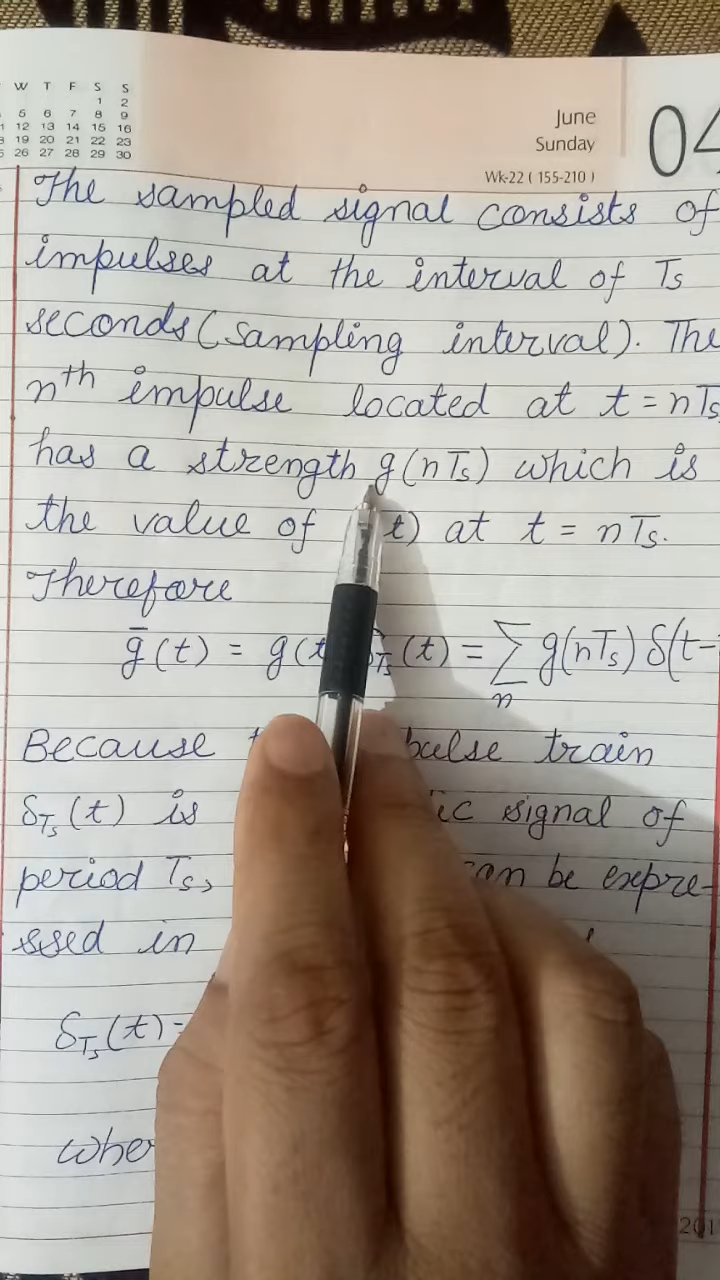 W T F S S
1 2
5 6 7 8 9
12 13 14 15 16
19 20 21 22 23
26 27 28 29 30
June
Sunday
04
Wk-22 ( 155-210 )
The sampled signal consists of
impulses at the interval of Ts
seconds (sampling interval). The
nth impulse located at t = nTs
has a strength g(nTs) which is
the value of t) at t = nTs.
Therefore
ḡ(t) = g(t δTs(t) = Σn g(nTs) δ(t-
Because train
δTs(t) is signal of
period Ts, can be expre-
ssed in
δTs(t) =
201